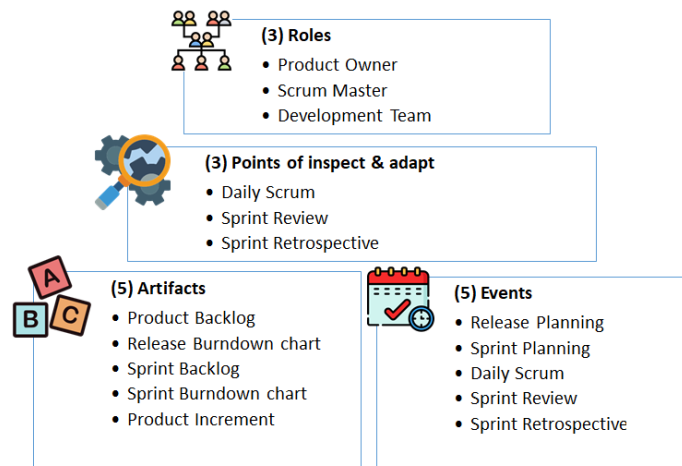 (3) Roles
• Product Owner
• Scrum Master
• Development Team
(3) Points of inspect & adapt
• Daily Scrum
• Sprint Review
• Sprint Retrospective
A
B
C
(5) Artifacts
• Product Backlog
• Release Burndown chart
• Sprint Backlog
• Sprint Burndown chart
• Product Increment
(5) Events
• Release Planning
• Sprint Planning
• Daily Scrum
• Sprint Review
• Sprint Retrospective